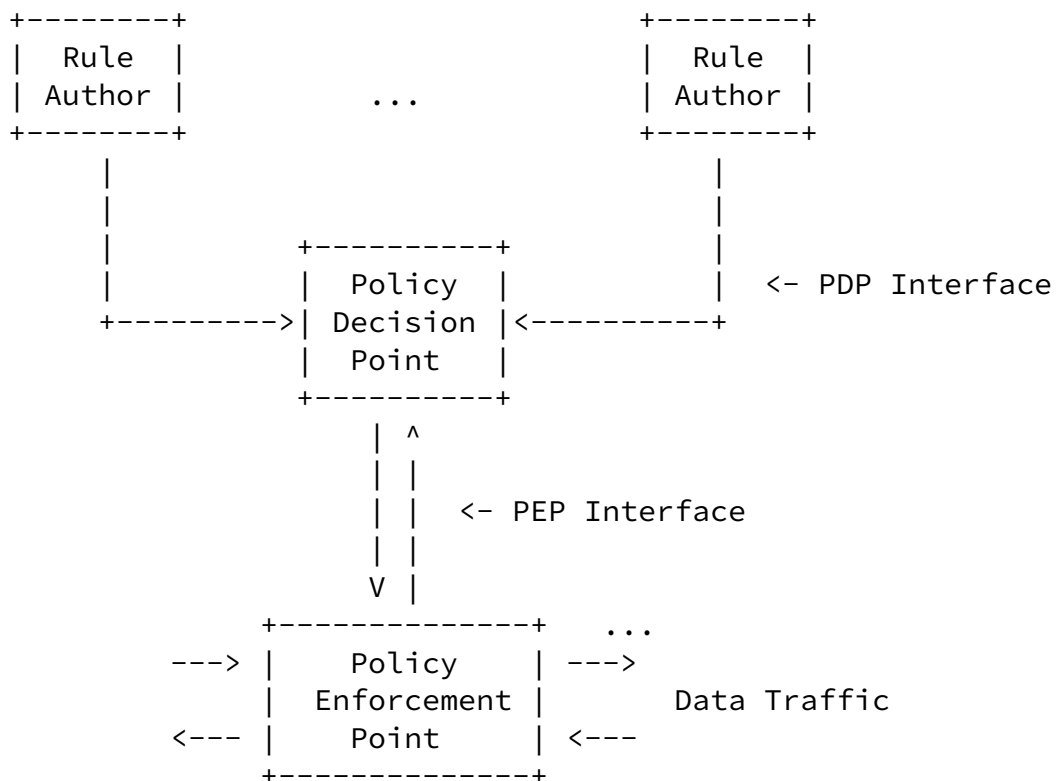 Rule
Author
...
Rule
Author
Policy
Decision
Point
<- PDP Interface
<- PEP Interface
...
Policy
Enforcement
Point
Data Traffic